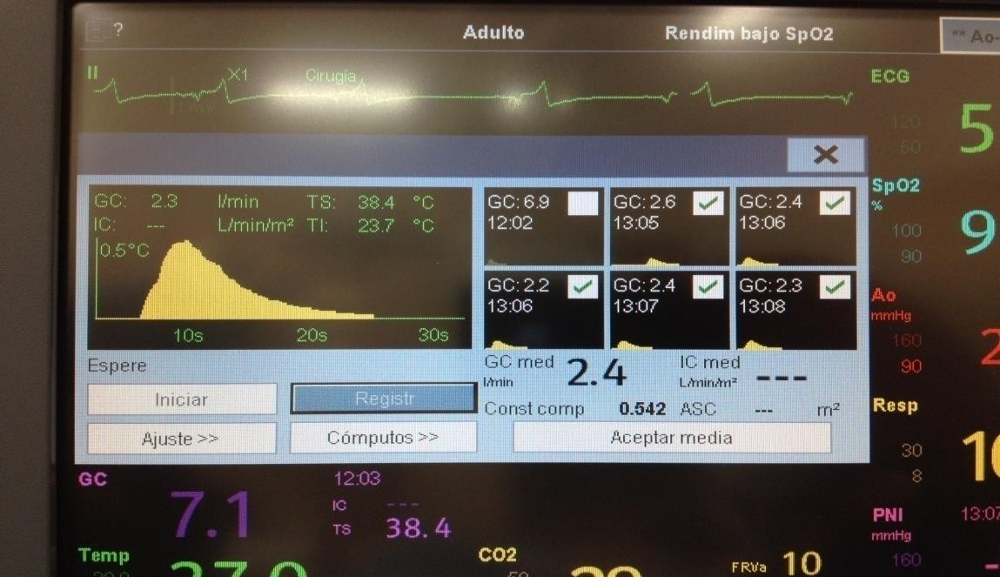 ? Adulto Rendim bajo SpO2 ** Ao-
II X1 Cirugía ECG
120
50
5
GC: 2.3 l/min TS: 38.4 °C
IC: --- L/min/m² TI: 23.7 °C
0.5°C
10s 20s 30s
GC: 6.9
12:02
GC: 2.6
13:05
GC: 2.4
13:06
GC: 2.2
13:06
GC: 2.4
13:07
GC: 2.3
13:08
SpO2
%
100
90
9
Ao
mmHg
160
90
2
Espere
Iniciar Registr
Ajuste >> Cómputos >>
GC med
l/min
2.4
IC med
L/min/m²
---
Const comp 0.542 ASC --- m²
Aceptar media
Resp
30
8
10
GC 12:03
7.1
IC ---
TS 38.4
PNI 13:07
mmHg
160
Temp
CO2
FRVa 10